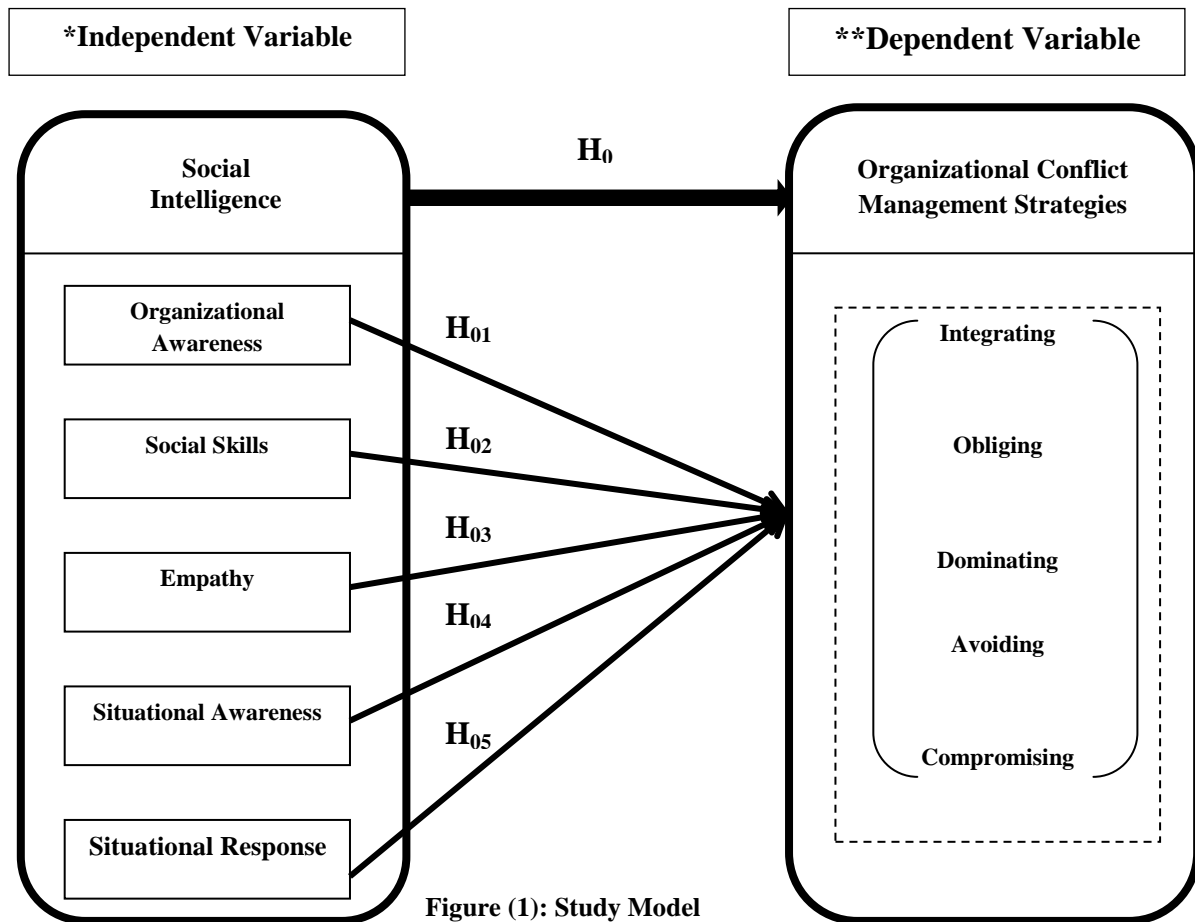 *Independent Variable
**Dependent Variable
Social
Intelligence
H0
Organizational Conflict
Management Strategies
Organizational
Awareness
H01
Integrating
Social Skills
H02
Obliging
Empathy
H03
Dominating
H04
Avoiding
Situational Awareness
H05
Compromising
Situational Response
Figure (1): Study Model